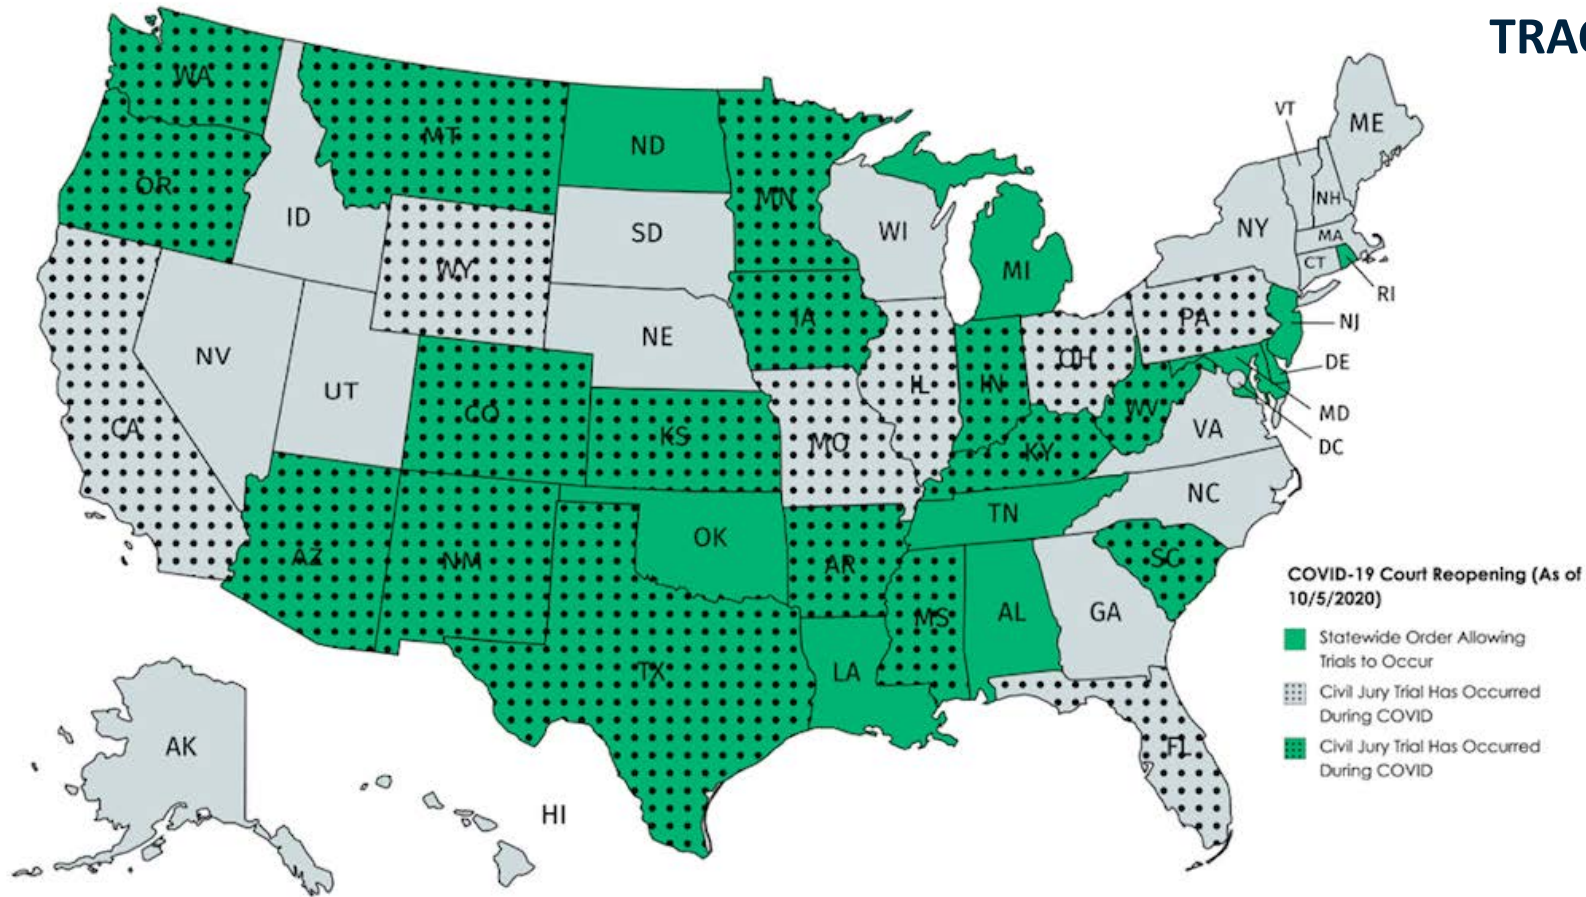 TRAC
WA
MT
ND
MN
OR
ID
WY
SD
WI
MI
NY
VT
NH
ME
MA
CT
RI
NJ
DE
MD
DC
CA
NV
UT
CO
NE
IA
KS
MO
IL
IN
OH
PA
WV
VA
KY
NC
TN
SC
AZ
NM
OK
AR
TX
LA
MS
AL
GA
FL
AK
HI
COVID-19 Court Reopening (As of
10/5/2020)
Statewide Order Allowing
Trials to Occur
Civil Jury Trial Has Occurred
During COVID
Civil Jury Trial Has Occurred
During COVID